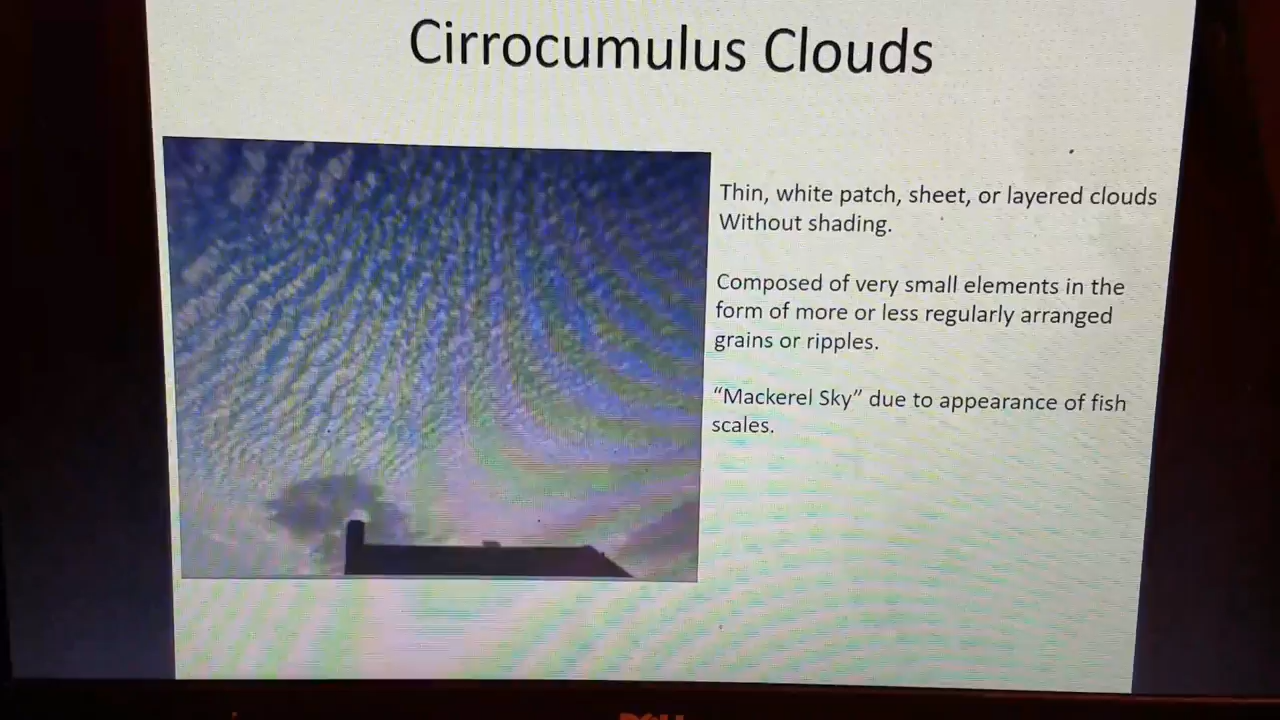 Cirrocumulus Clouds
Thin, white patch, sheet, or layered clouds
Without shading.
Composed of very small elements in the
form of more or less regularly arranged
grains or ripples.
“Mackerel Sky” due to appearance of fish
scales.